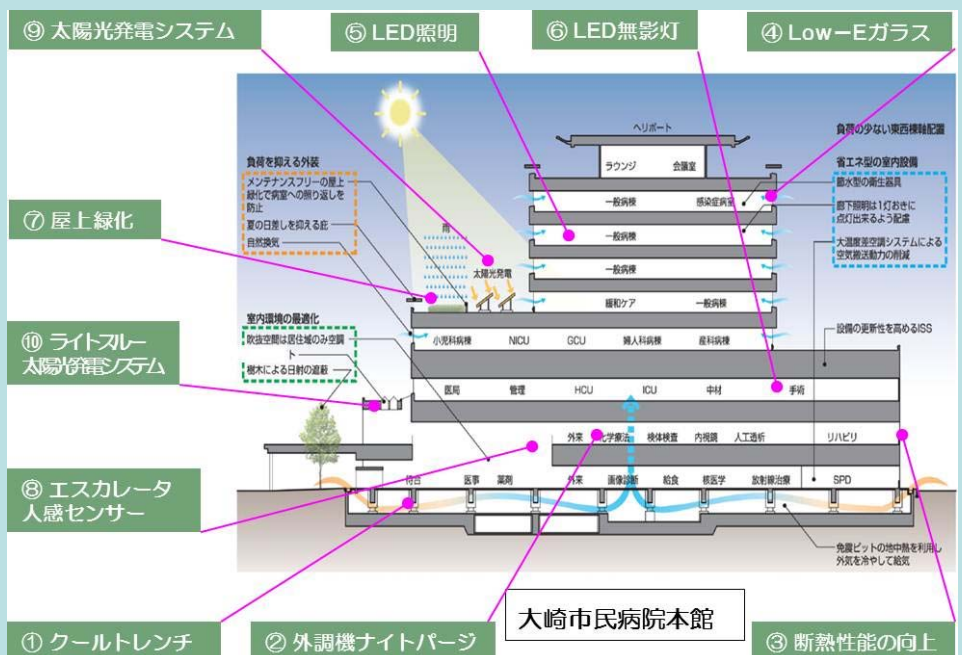 ⑨ 太陽光発電システム
⑤ LED照明
⑥ LED無影灯
④ Low－Eガラス
ヘリポート
負荷の少ない東西棟軸配置
ラウンジ
会議室
負荷を抑える外装
メンテナンスフリーの屋上
緑化で病室への照り返しを
防止
夏の日差しを抑える庇
自然換気
省エネ型の室内設備
節水型の衛生器具
廊下照明は1灯おきに
点灯出来るよう配慮
大温度差空調システムによる
空気搬送動力の削減
一般病棟
感染症病室
一般病棟
一般病棟
緩和ケア
一般病棟
⑦ 屋上緑化
雨
太陽光発電
室内環境の最適化
吹抜空間は居住域のみ空調
樹木による日射の遮蔽
ト
⑩ ライトスルー
太陽光発電システム
小児科病棟
NICU
GCU
婦人科病棟
産科病棟
設備の更新性を高めるISS
医局
管理
HCU
ICU
中材
手術
外来
化学療法
検体検査
内視鏡
人工透析
リハビリ
⑧ エスカレータ
人感センサー
待合
医事
薬剤
外来
画像診断
給食
核医学
放射線治療
SPD
免震ピットの地中熱を利用し
外気を冷やして給気
大崎市民病院本館
① クールトレンチ
② 外調機ナイトパージ
③ 断熱性能の向上